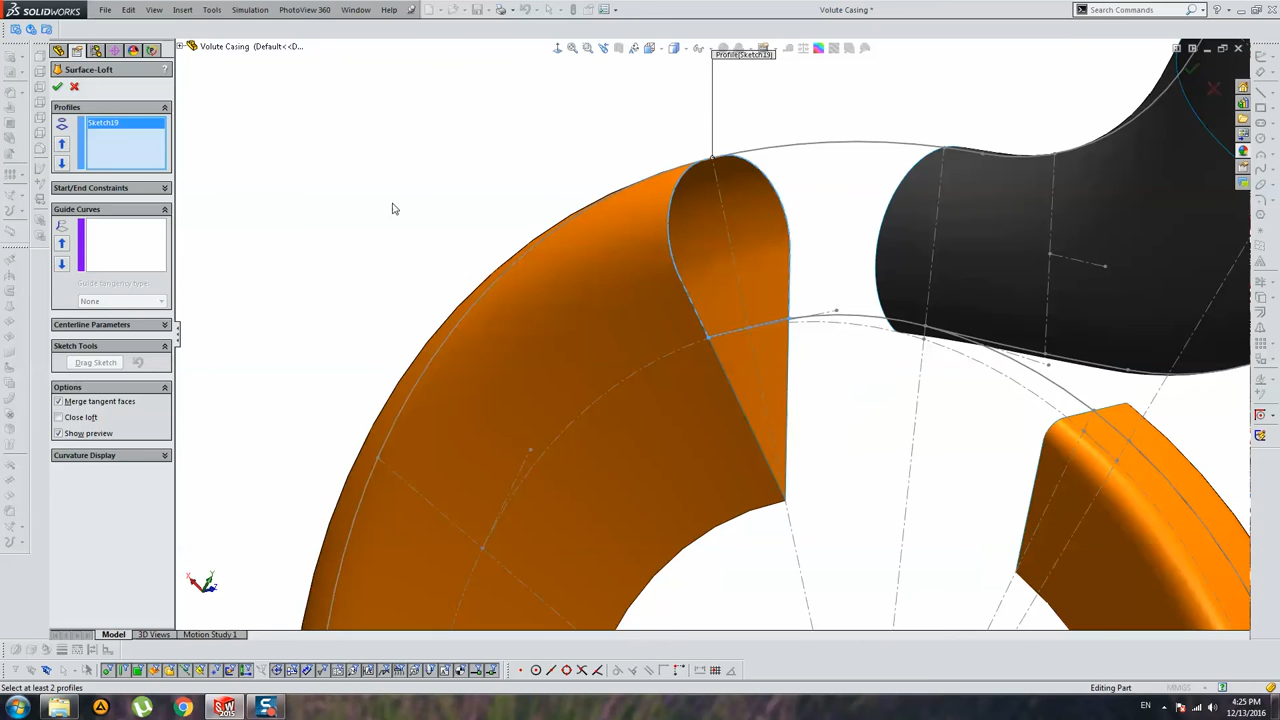 SOLIDWORKS
File
Edit
View
Insert
Tools
Simulation
PhotoView 360
Window
Help
Volute Casing *
Search Commands
Volute Casing (Default<<D...
Surface-Loft
?
Profile(Sketch19)
Profiles
Sketch19
Start/End Constraints
Guide Curves
Guide tangency type:
None
Centerline Parameters
Sketch Tools
Drag Sketch
Options
Merge tangent faces
Close loft
Show preview
Curvature Display
X
Y
Z
Model
3D Views
Motion Study 1
Select at least 2 profiles
Editing Part
MMGS
EN
4:25 PM
12/13/2016
SW
2015
S